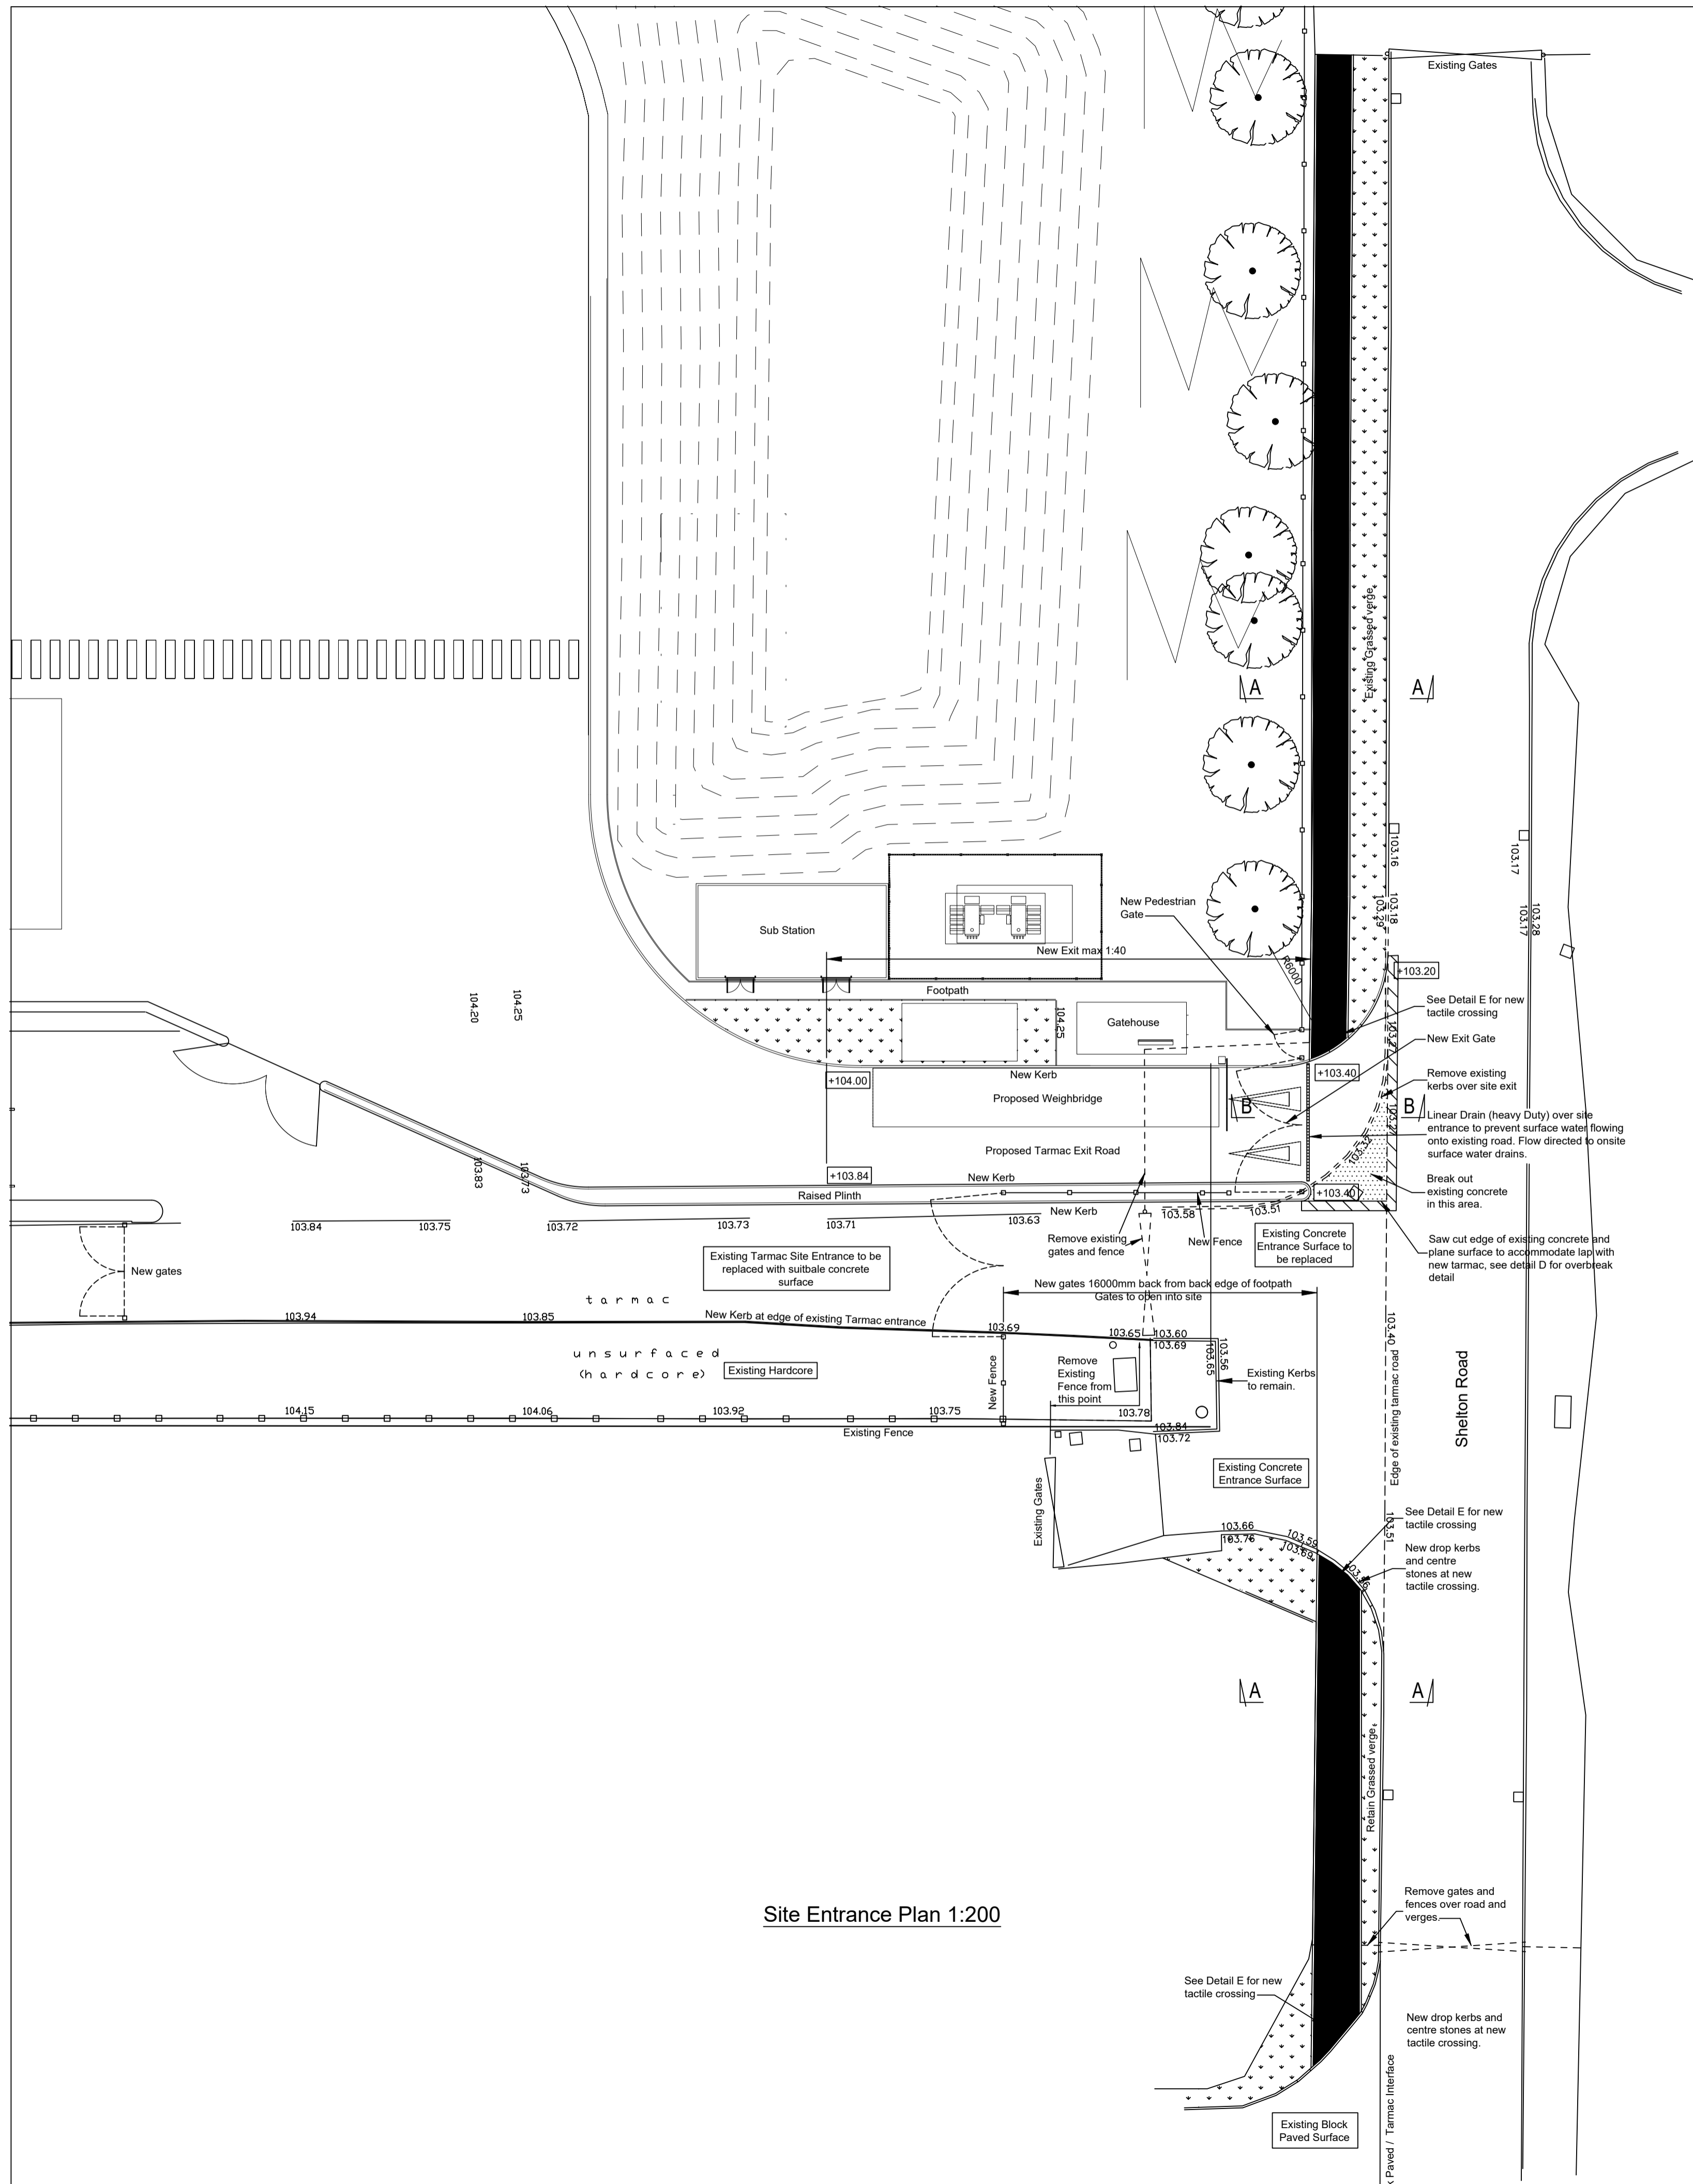 Existing Gates
Existing Grassed verge
A
A
103.16
103.17
103.18
103.29
103.28
103.17
New Pedestrian
Gate
Sub Station
New Exit max 1:40
R6000
+103.20
Footpath
104.20
104.25
104.25
Gatehouse
See Detail E for new
tactile crossing
New Exit Gate
+104.00
New Kerb
+103.40
Remove existing
kerbs over site exit
Proposed Weighbridge
B
B
Linear Drain (heavy Duty) over site
entrance to prevent surface water flowing
onto existing road. Flow directed to onsite
surface water drains.
103.32
Proposed Tarmac Exit Road
103.83
103.73
+103.84
New Kerb
Raised Plinth
+103.40
Break out
existing concrete
in this area.
103.84
103.75
103.72
103.73
103.71
103.63
New Kerb
103.58
103.51
Remove existing
gates and fence
New Fence
Existing Concrete
Entrance Surface to
be replaced
Saw cut edge of existing concrete and
plane surface to accommodate lap with
new tarmac, see detail D for overbreak
detail
Existing Tarmac Site Entrance to be
replaced with suitbale concrete
surface
New gates
New gates 16000mm back from back edge of footpath
Gates to open into site
tarmac
103.94
103.85
New Kerb at edge of existing Tarmac entrance
103.69
103.65
103.60
103.69
103.65
103.56
unsurfaced
(hardcore)
Existing Hardcore
New Fence
Remove
Existing
Fence from
this point
Existing Kerbs
to remain.
103.40
Edge of existing tarmac road
Shelton Road
104.15
104.06
103.92
103.75
103.78
103.84
103.72
Existing Fence
Existing Concrete
Entrance Surface
Existing Gates
103.51
See Detail E for new
tactile crossing
103.66
103.76
103.59
103.69
103.56
New drop kerbs
and centre
stones at new
tactile crossing.
A
A
Retain Grassed verge
Site Entrance Plan 1:200
Remove gates and
fences over road and
verges.
See Detail E for new
tactile crossing
New drop kerbs and
centre stones at new
tactile crossing.
Existing Block
Paved Surface
Paved / Tarmac Interface